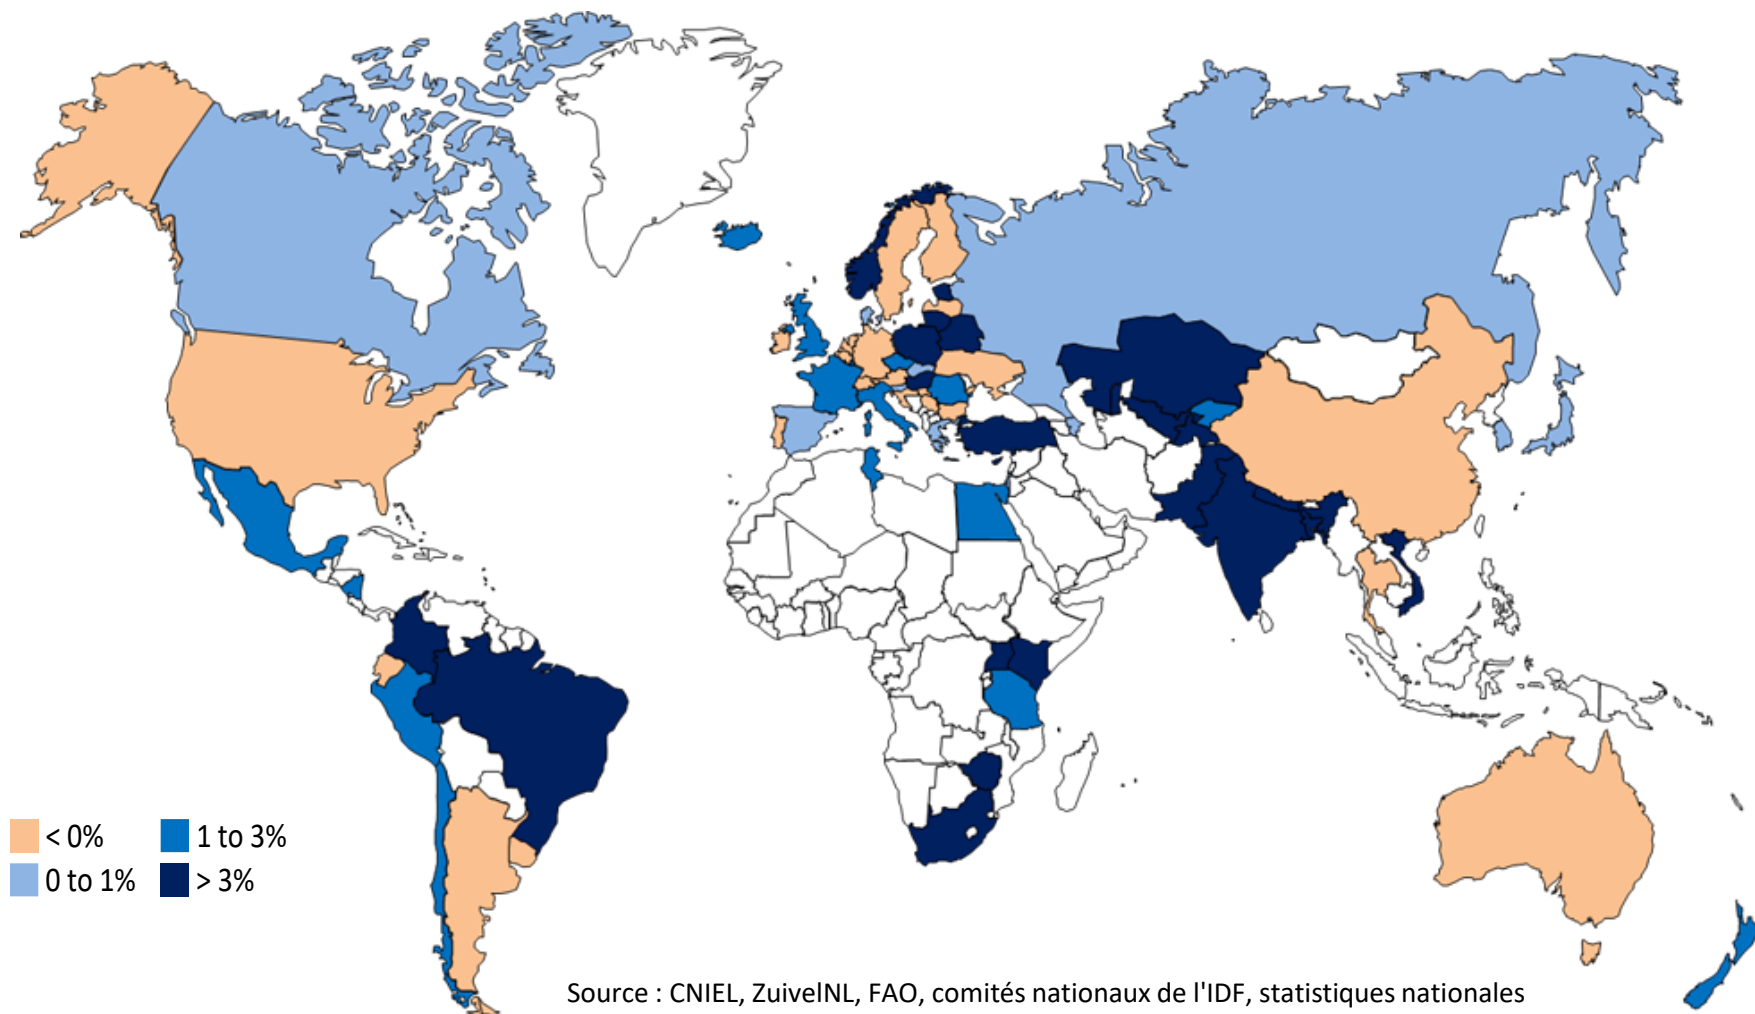 < 0%
1 to 3%
0 to 1%
> 3%
Source : CNIEL, ZuivelNL, FAO, comités nationaux de l'IDF, statistiques nationales